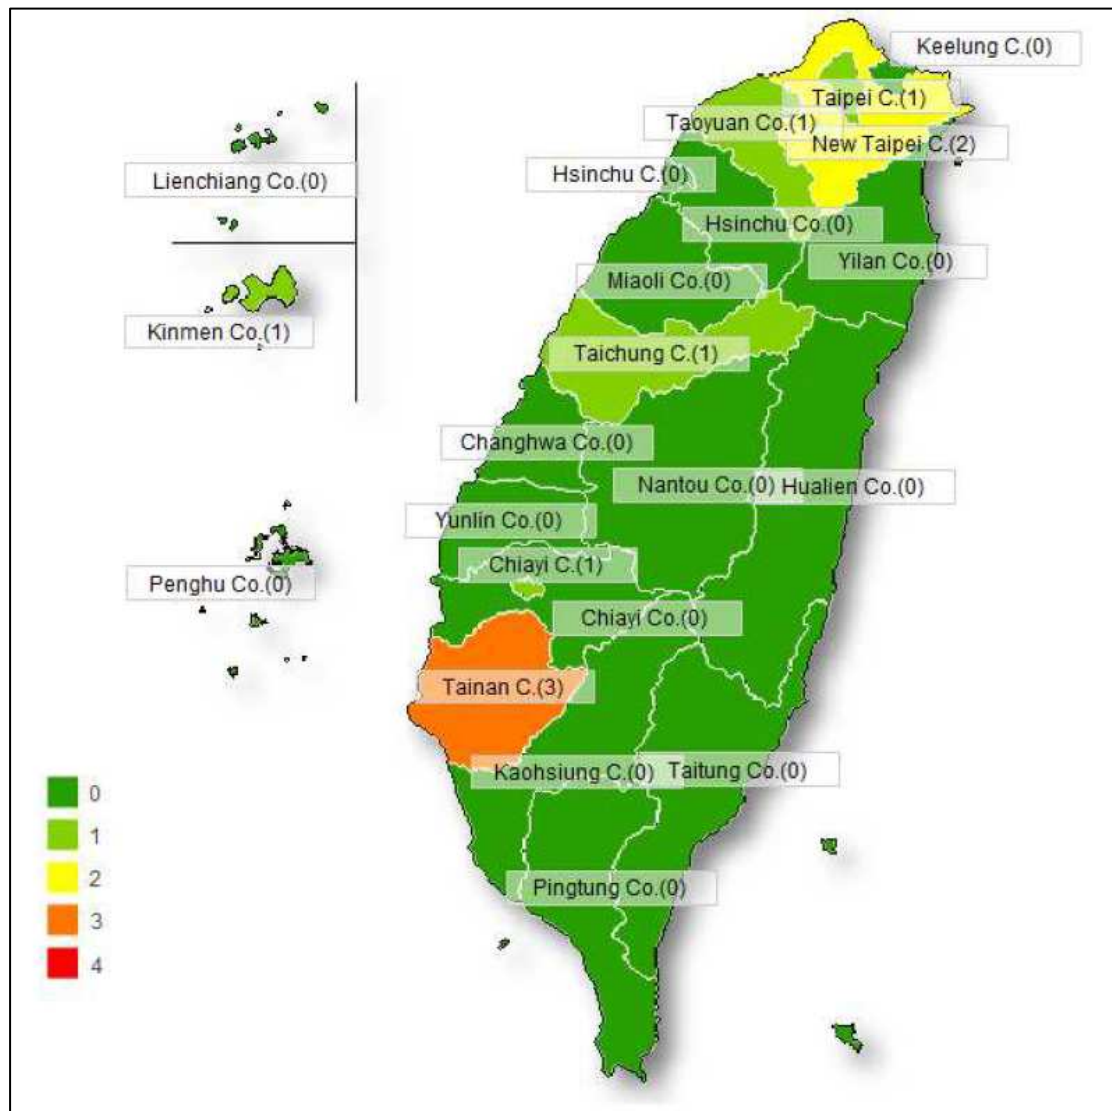 Keelung C.(0)
Taipei C.(1)
Taoyuan Co.(1)
New Taipei C.(2)
Hsinchu C.(0)
Lienchiang Co.(0)
Hsinchu Co.(0)
Yilan Co.(0)
Miaoli Co.(0)
Kinmen Co.(1)
Taichung C.(1)
Changhwa Co.(0)
Nantou Co.(0)
Hualien Co.(0)
Yunlin Co.(0)
Chiayi C.(1)
Penghu Co.(0)
Chiayi Co.(0)
Tainan C.(3)
Kaohsiung C.(0)
Taitung Co.(0)
Pingtung Co.(0)
0
1
2
3
4